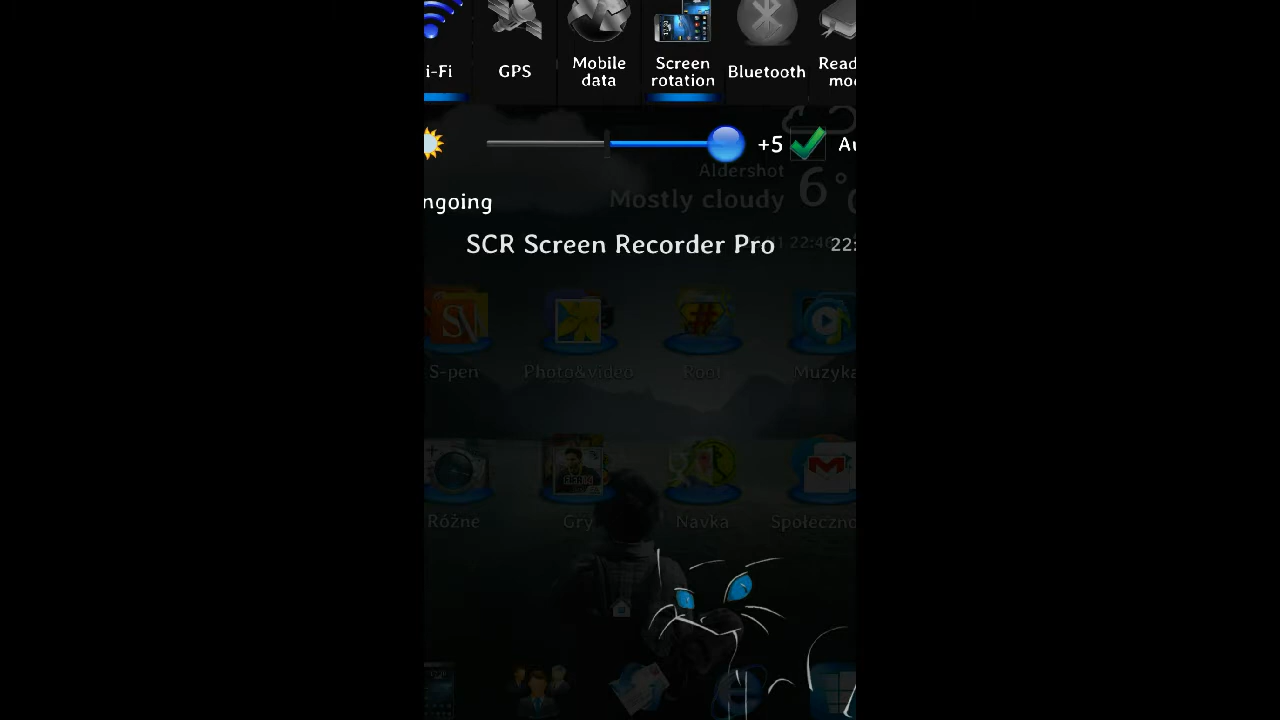 i-Fi
GPS
Mobile
data
Screen
rotation
Bluetooth
Read
mo
+5
Au
Aldershot
Mostly cloudy 6°
ngoing
SCR Screen Recorder Pro
22:
S-pen
Photo&video
Root
Muzyka
Różne
Gry
Navka
Społeczno